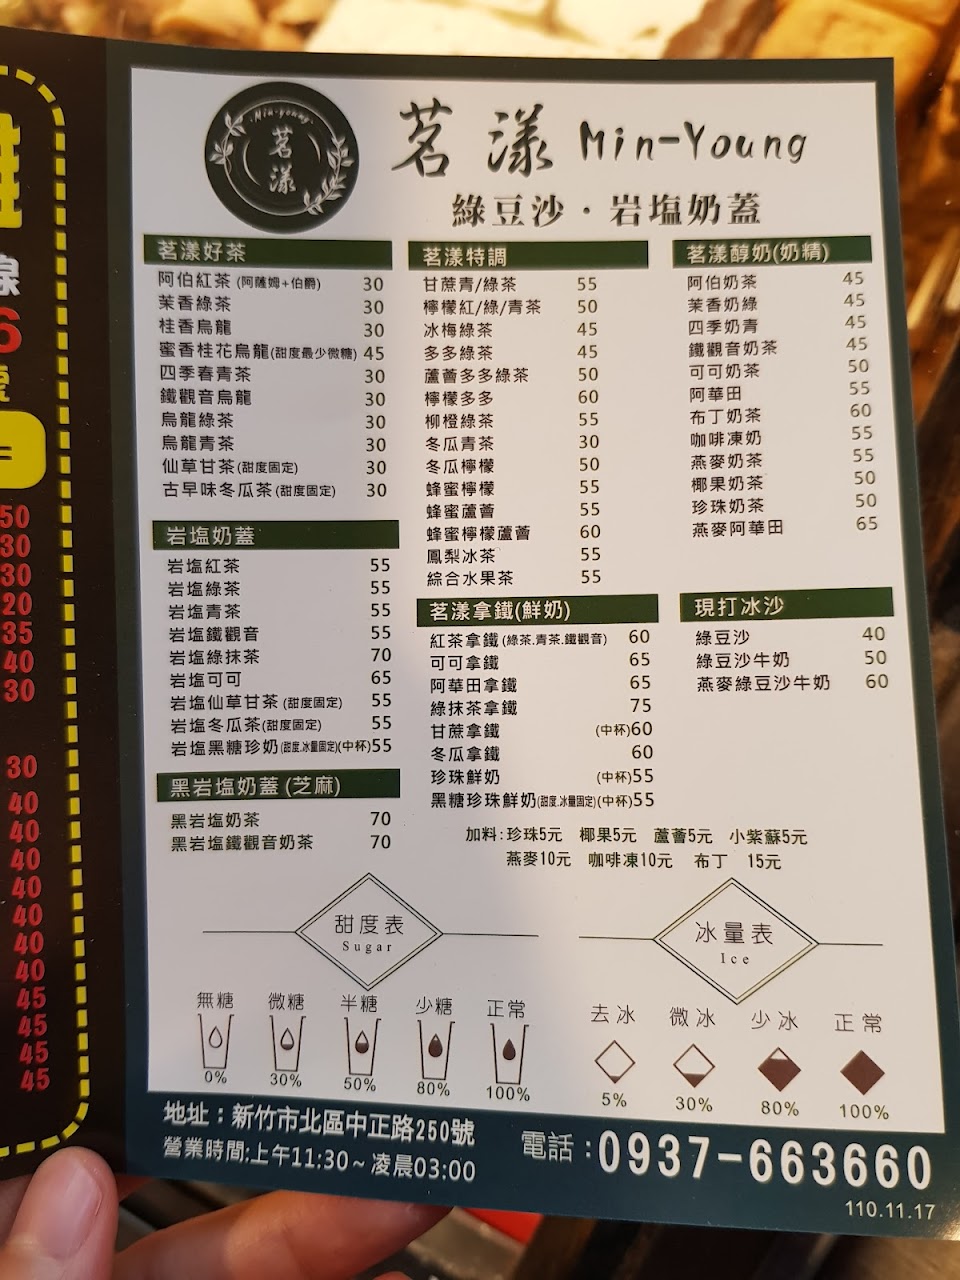 茗漾 Min-Young
·Min-young·
茗漾
綠豆沙·岩塩奶蓋
茗漾好茶
阿伯紅茶(阿薩姆+伯爵) 30
茉香綠茶 30
桂香烏龍 30
蜜香桂花烏龍(甜度最少微糖) 45
四季春青茶 30
鐵觀音烏龍 30
烏龍綠茶 30
烏龍青茶 30
仙草甘茶(甜度固定) 30
古早味冬瓜茶(甜度固定) 30
岩塩奶蓋
岩塩紅茶 55
岩塩綠茶 55
岩塩青茶 55
岩塩鐵觀音 55
岩塩綠抹茶 70
岩塩可可 65
岩塩仙草甘茶(甜度固定) 55
岩塩冬瓜茶(甜度固定) 55
岩塩黑糖珍奶(甜度.冰量固定)(中杯)55
黑岩塩奶蓋(芝麻)
黑岩塩奶茶 70
黑岩塩鐵觀音奶茶 70
茗漾特調
甘蔗青/綠茶 55
檸檬紅/綠/青茶 50
冰梅綠茶 45
多多綠茶 45
蘆薈多多綠茶 50
檸檬多多 60
柳橙綠茶 55
冬瓜青茶 30
冬瓜檸檬 50
蜂蜜檸檬 55
蜂蜜蘆薈 55
蜂蜜檸檬蘆薈 60
鳳梨冰茶 55
綜合水果茶 55
茗漾拿鐵(鮮奶)
紅茶拿鐵(綠茶.青茶.鐵觀音) 60
可可拿鐵 65
阿華田拿鐵 65
綠抹茶拿鐵 75
甘蔗拿鐵 (中杯)60
冬瓜拿鐵 60
珍珠鮮奶 (中杯)55
黑糖珍珠鮮奶(甜度.冰量固定)(中杯)55
茗漾醇奶(奶精)
阿伯奶茶 45
茉香奶綠 45
四季奶青 45
鐵觀音奶茶 45
可可奶茶 50
阿華田 55
布丁奶茶 60
咖啡凍奶 55
燕麥奶茶 55
椰果奶茶 50
珍珠奶茶 50
燕麥阿華田 65
現打冰沙
綠豆沙 40
綠豆沙牛奶 50
燕麥綠豆沙牛奶 60
加料:珍珠5元 椰果5元 蘆薈5元 小紫蘇5元
燕麥10元 咖啡凍10元 布丁 15元
甜度表
Sugar
無糖 微糖 半糖 少糖 正常
0% 30% 50% 80% 100%
冰量表
Ice
去冰 微冰 少冰 正常
5% 30% 80% 100%
地址：新竹市北區中正路250號
營業時間:上午11:30~凌晨03:00
電話:0937-663660
110.11.17
線
6
50
30
30
20
35
40
30
30
40
40
40
40
40
40
40
45
45
45
45